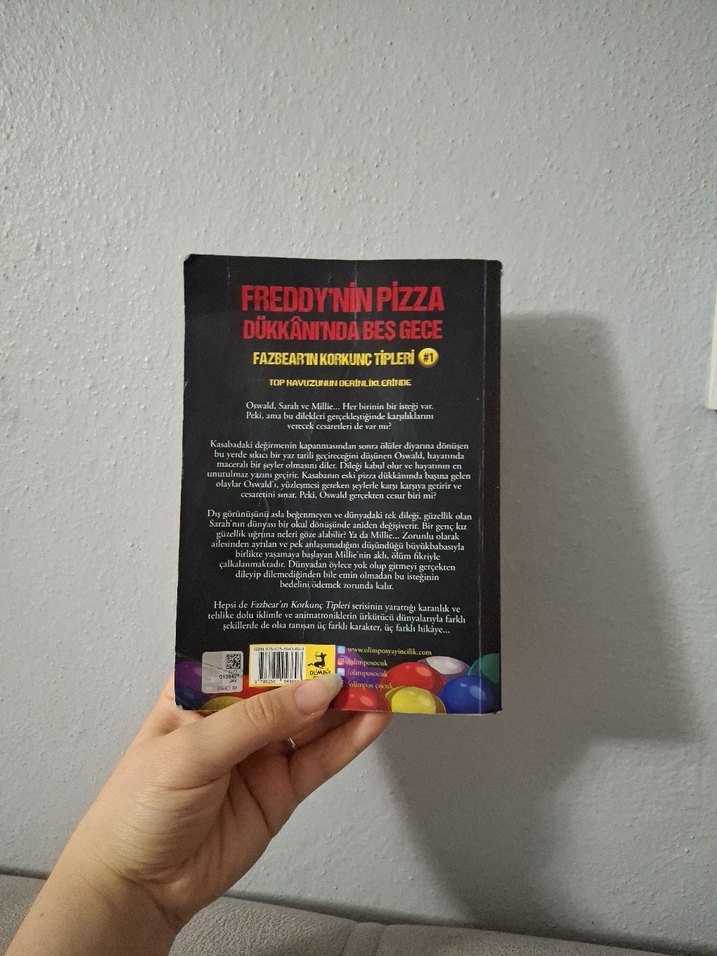 FREDDY'NİN PİZZA
DÜKKÂNI'NDA BEŞ GECE
FAZBEAR'IN KORKUNÇ TİPLERİ #1
TOP HAVUZUNUN DERİNLİKLERİNDE
Oswald, Sarah ve Millie... Her birinin bir isteği var.
Peki, ama bu dilekleri gerçekleştiğinde karşılıklarını
verecek cesaretleri de var mı?
Kasabadaki değirmenin kapanmasından sonra ölüler diyarına dönüşen
bu yerde sıkıcı bir yaz tatili geçireceğini düşünen Oswald, hayatında
maceralı bir şeyler olmasını diler. Dileği kabul olur ve hayatının en
unutulmaz yazını geçirir. Kasabanın eski pizza dükkânında başına gelen
olaylar Oswald'ı, yüzleşmesi gereken şeylerle karşı karşıya getirir ve
cesaretini sınar. Peki, Oswald gerçekten cesur biri mi?
Dış görünüşünü asla beğenmeyen ve dünyadaki tek dileği, güzellik olan
Sarah'nın dünyası bir okul dönüşünde aniden değişiverir. Bir genç kız
güzellik uğruna neleri göze alabilir? Ya da Millie... Zorunlu olarak
ailesinden ayrılan ve pek anlaşamadığını düşündüğü büyükbabasıyla
birlikte yaşamaya başlayan Millie'nin aklı, ölüm fikriyle
çalkalanmaktadır. Dünyadan öylece yok olup gitmeyi gerçekten
dileyip dilemediğinden bile emin olmadan bu isteğinin
bedelini ödemek zorunda kalır.
Hepsi de Fazbear'ın Korkunç Tipleri serisinin yarattığı karanlık ve
tehlike dolu iklimle ve animatroniklerin ürkütücü dünyalarıyla farklı
şekillerde de olsa tanışan üç farklı karakter, üç farklı hikâye...
www.olimposyayincilik.com
/olimposocuk
/olimposcuk
olimpos çocuk
OLİMPOS